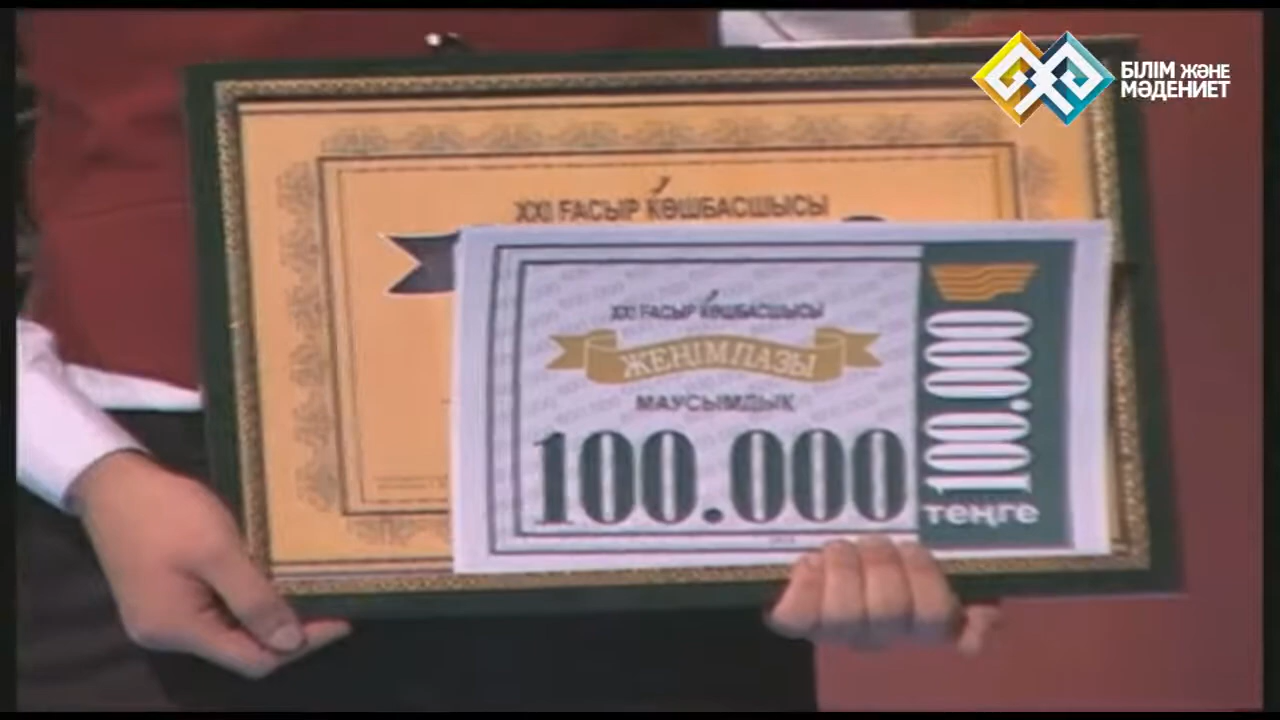 БІЛІМ ЖӘНЕ
МӘДЕНИЕТ
XXI ҒАСЫР КӨШБАСШЫСЫ
XXI ҒАСЫР КӨШБАСШЫСЫ
ЖЕҢІМПАЗЫ
МАУСЫМДЫҚ
100.000
100.000
теңге